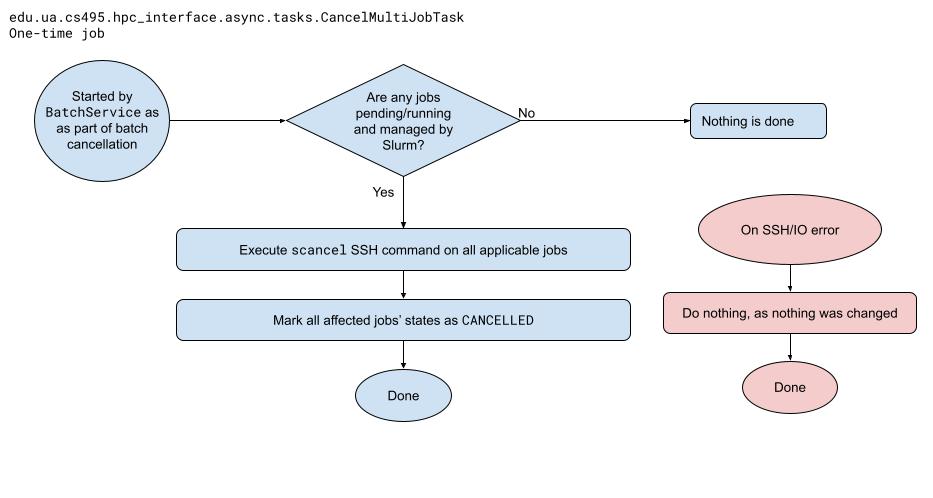 edu.ua.cs495.hpc_interface.async.tasks.CancelMultiJobTask
One-time job
Started by
BatchService as
as part of batch
cancellation
Are any jobs
pending/running
and managed by
Slurm?
No
Nothing is done
Yes
Execute scancel SSH command on all applicable jobs
Mark all affected jobs’ states as CANCELLED
Done
On SSH/IO error
Do nothing, as nothing was changed
Done